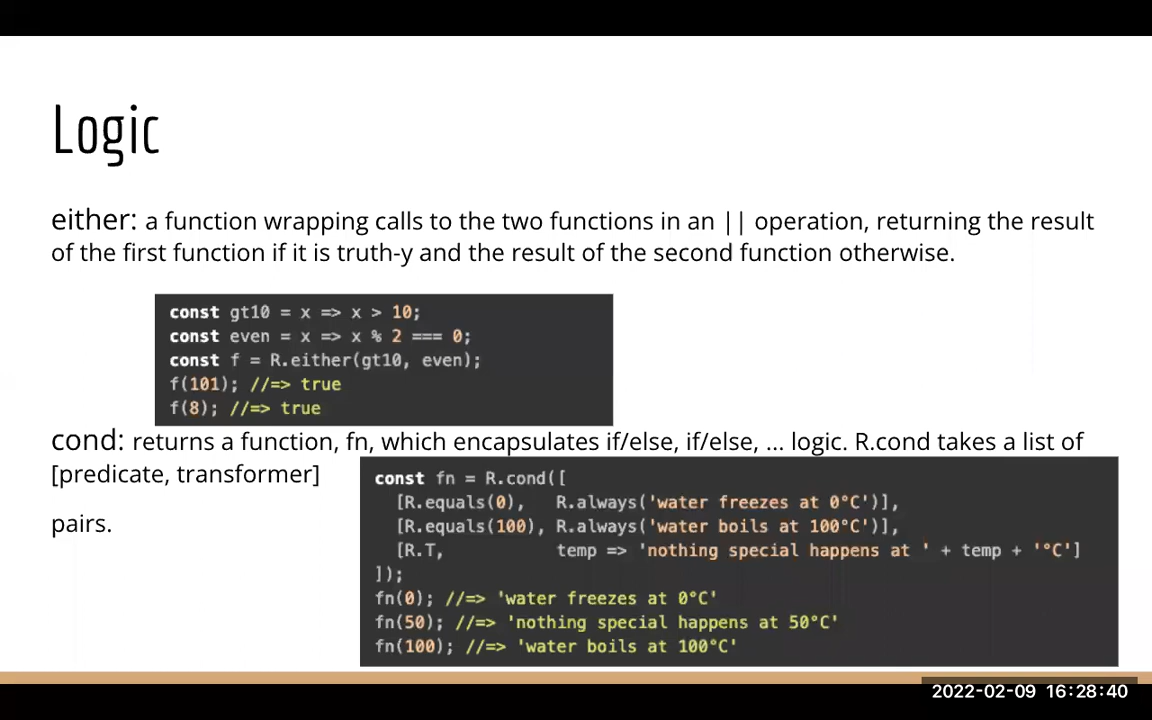 Logic
either: a function wrapping calls to the two functions in an || operation, returning the result
of the first function if it is truth-y and the result of the second function otherwise.
const gt10 = x => x > 10;
const even = x => x % 2 === 0;
const f = R.either(gt10, even);
f(101); //=> true
f(8); //=> true
cond: returns a function, fn, which encapsulates if/else, if/else, ... logic. R.cond takes a list of
[predicate, transformer]
pairs.
const fn = R.cond([
  [R.equals(0),   R.always('water freezes at 0°C')],
  [R.equals(100), R.always('water boils at 100°C')],
  [R.T,           temp => 'nothing special happens at ' + temp + '°C']
]);
fn(0); //=> 'water freezes at 0°C'
fn(50); //=> 'nothing special happens at 50°C'
fn(100); //=> 'water boils at 100°C'
2022-02-09 16:28:40